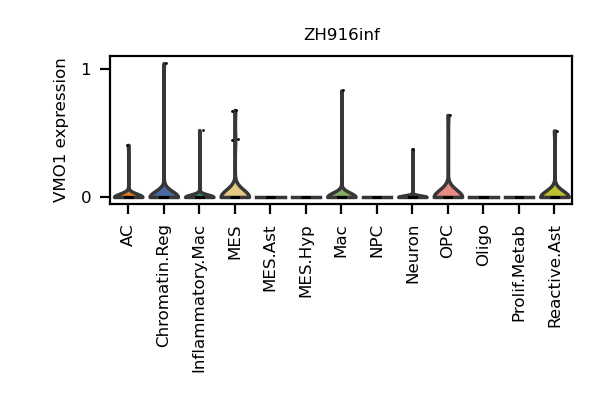 ZH916inf
VMO1 expression
1
0
AC
Chromatin.Reg
Inflammatory.Mac
MES
MES.Ast
MES.Hyp
Mac
NPC
Neuron
OPC
Oligo
Prolif.Metab
Reactive.Ast